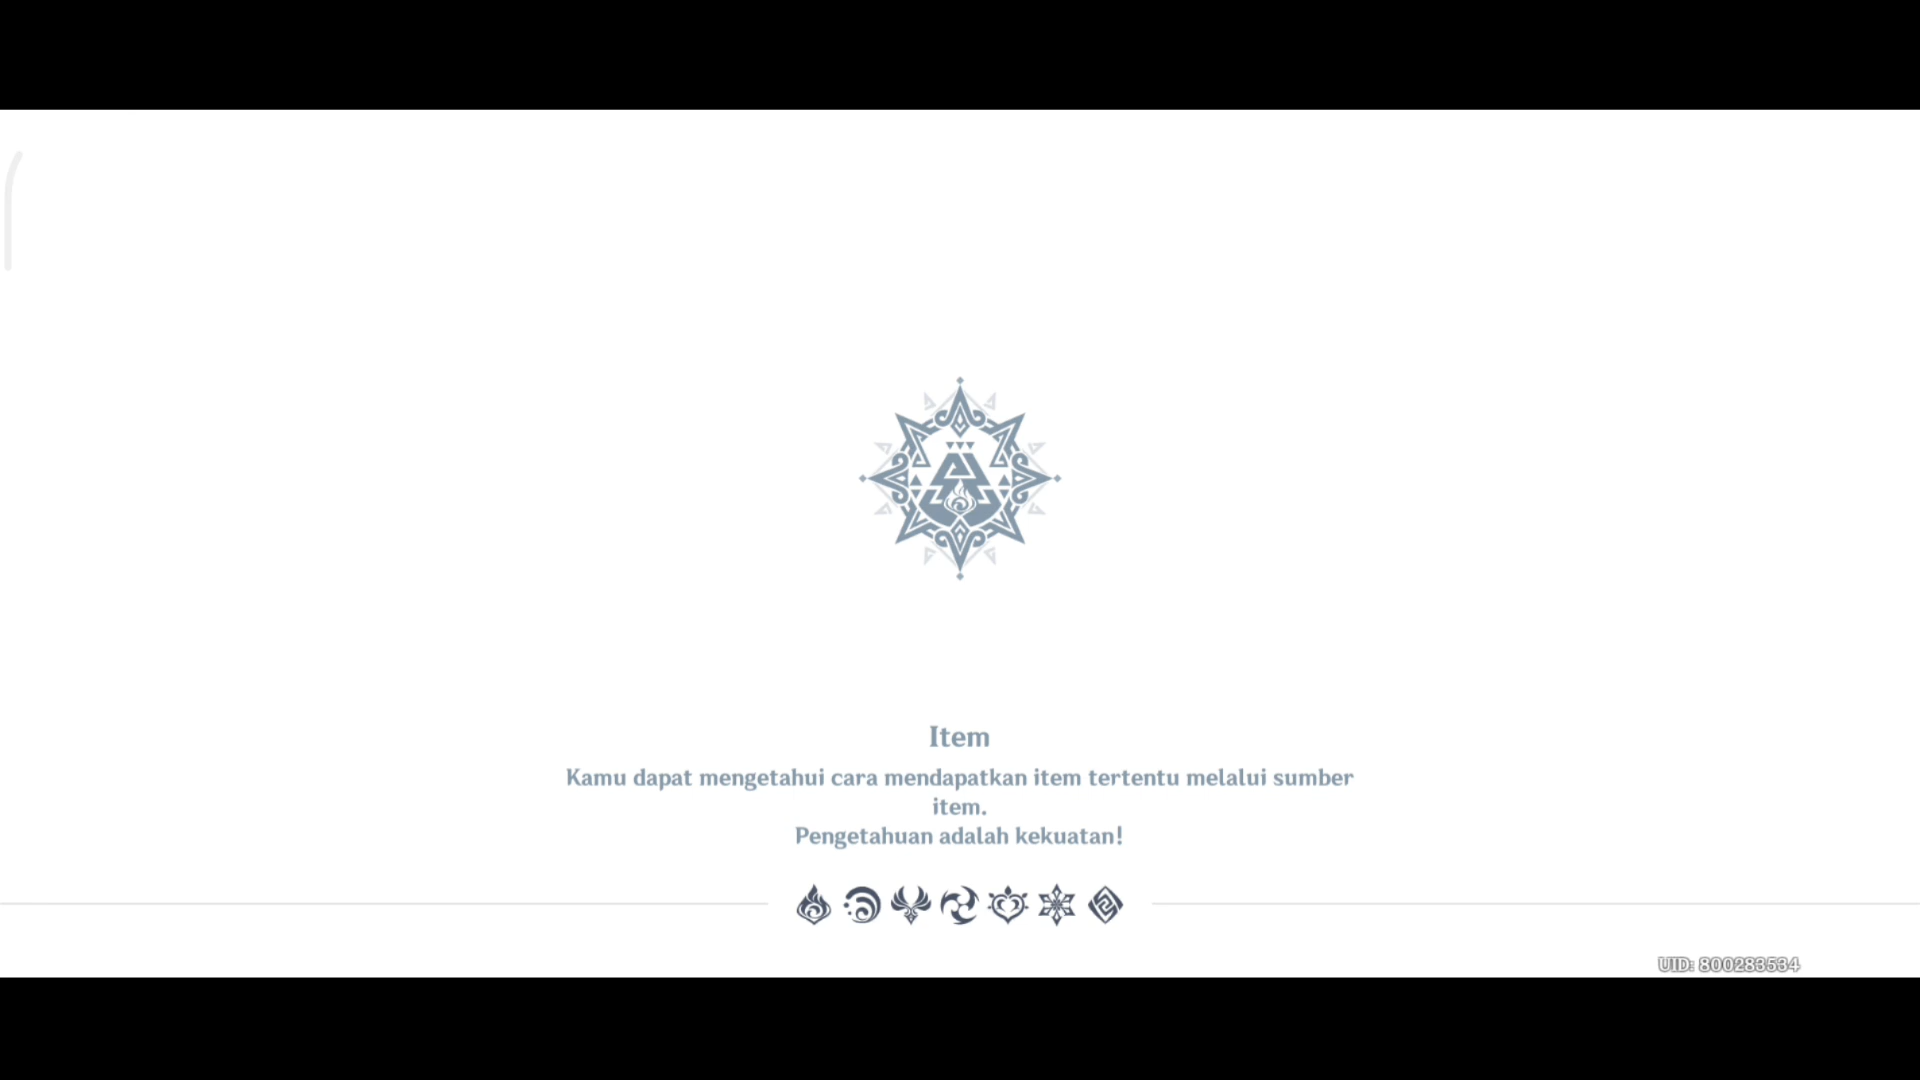 Item
Kamu dapat mengetahui cara mendapatkan item tertentu melalui sumber
item.
Pengetahuan adalah kekuatan!
UID: 800283534